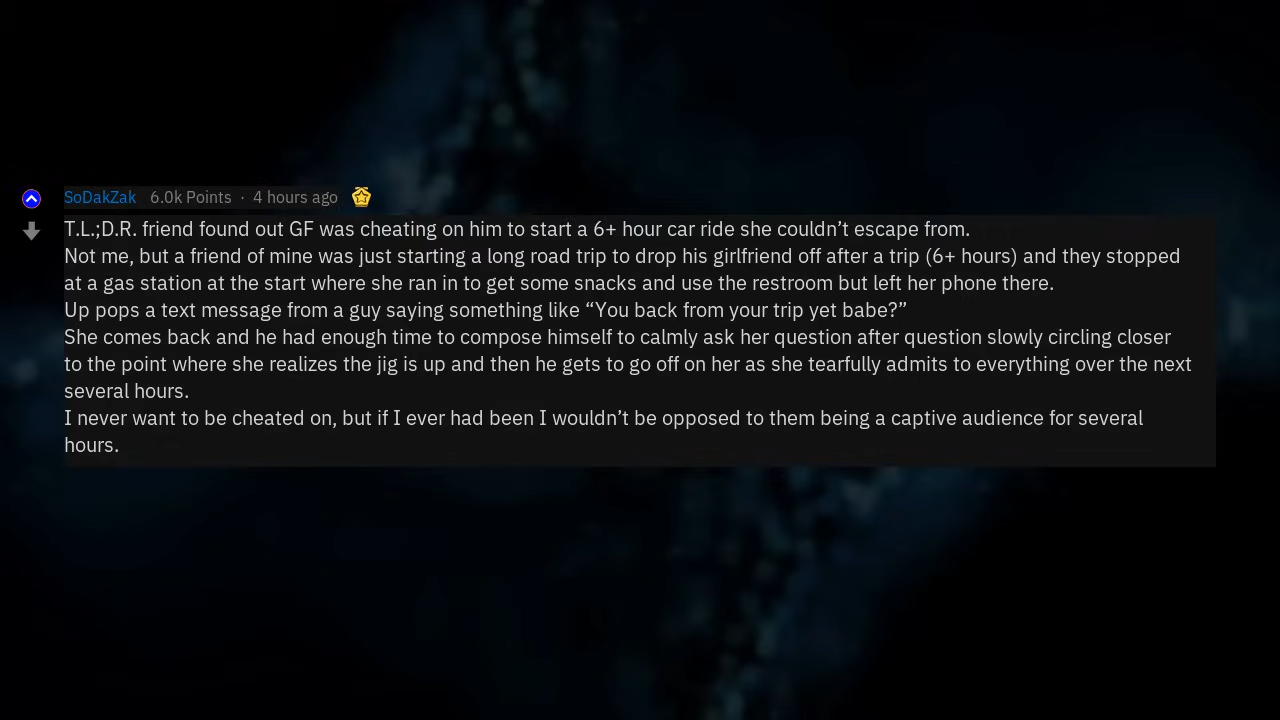 SoDakZak 6.0k Points · 4 hours ago
T.L.;D.R. friend found out GF was cheating on him to start a 6+ hour car ride she couldn’t escape from.
Not me, but a friend of mine was just starting a long road trip to drop his girlfriend off after a trip (6+ hours) and they stopped
at a gas station at the start where she ran in to get some snacks and use the restroom but left her phone there.
Up pops a text message from a guy saying something like “You back from your trip yet babe?”
She comes back and he had enough time to compose himself to calmly ask her question after question slowly circling closer
to the point where she realizes the jig is up and then he gets to go off on her as she tearfully admits to everything over the next
several hours.
I never want to be cheated on, but if I ever had been I wouldn’t be opposed to them being a captive audience for several
hours.